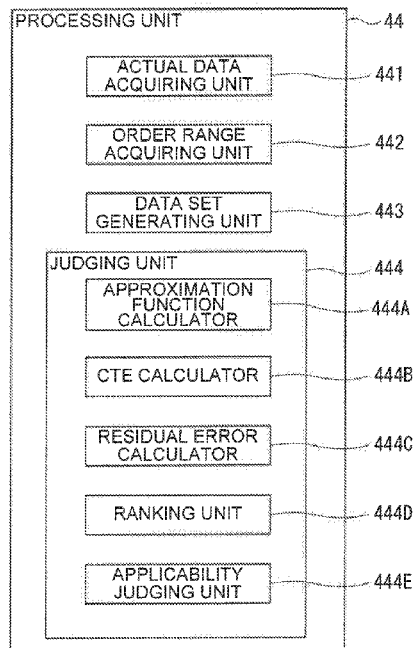 PROCESSING UNIT
44
ACTUAL DATA
ACQUIRING UNIT
441
ORDER RANGE
ACQUIRING UNIT
442
DATA SET
GENERATING UNIT
443
JUDGING UNIT
444
APPROXIMATION
FUNCTION
CALCULATOR
444A
CTE CALCULATOR
444B
RESIDUAL ERROR
CALCULATOR
444C
RANKING UNIT
444D
APPLICABILITY
JUDGING UNIT
444E